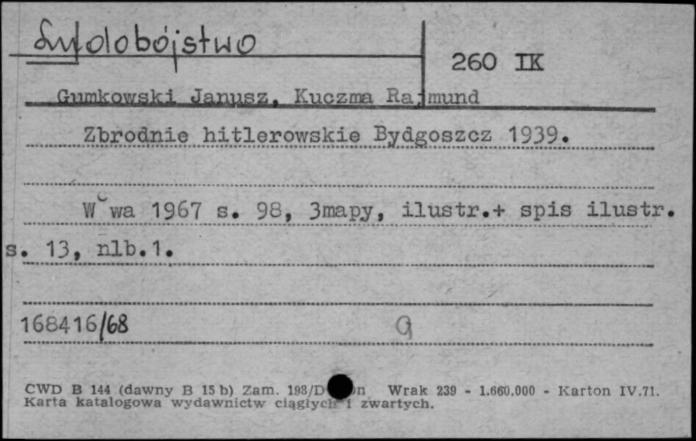 Ludobójstwo
260 IK
Gumkowski Janusz, Kuczma Rajmund
Zbrodnie hitlerowskie Bydgoszcz 1939.
W wa 1967 s. 98, 3mapy, ilustr.+ spis ilustr.
s. 13, nlb.1.
168416/68
CWD B 144 (dawny B 15 b) Zam. 198/D n Wrak 239 - 1.660.000 - Karton IV.71.
Karta katalogowa wydawnictw ciągłych i zwartych.